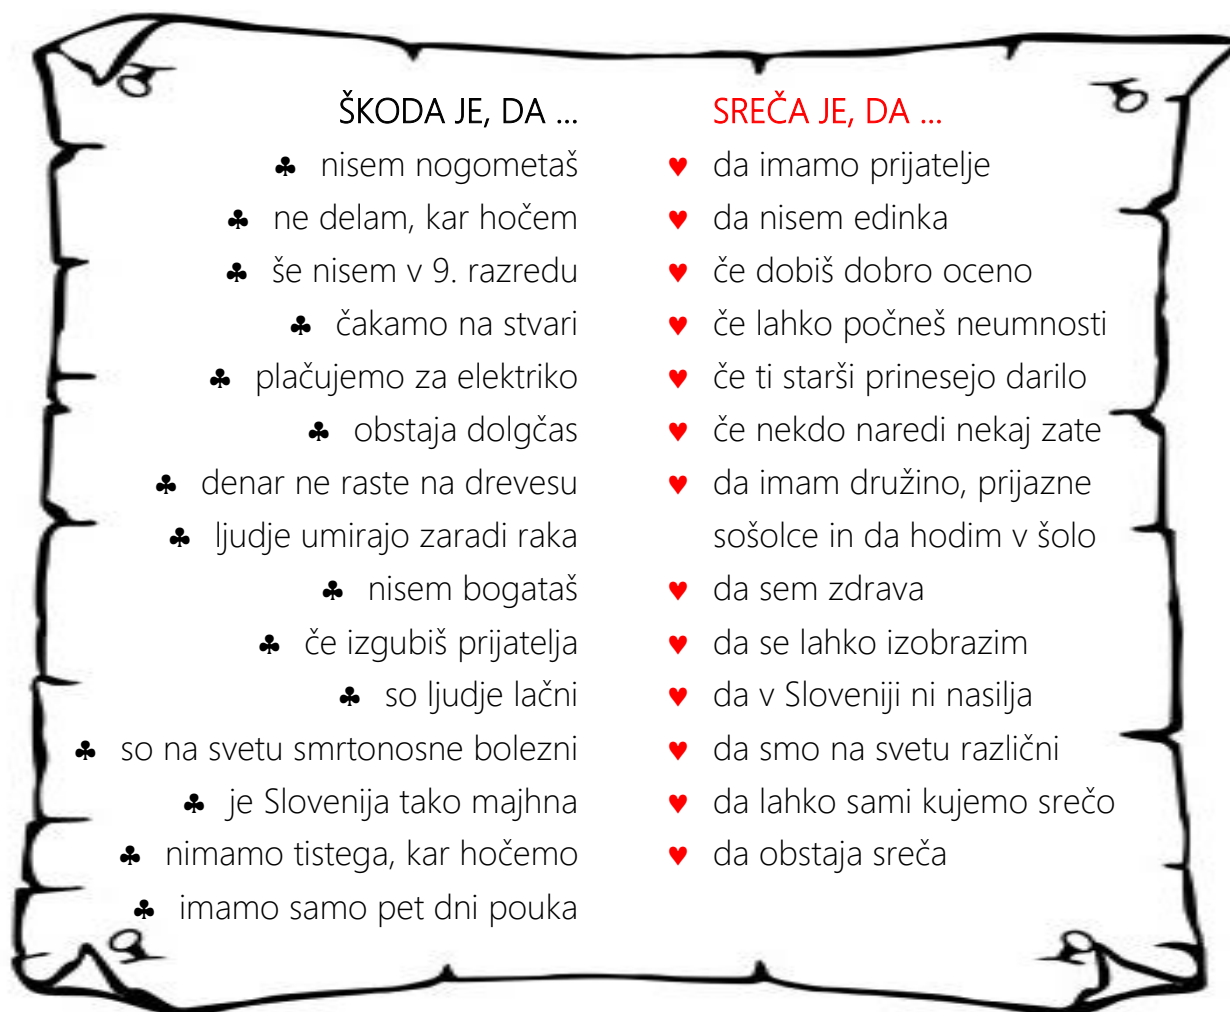 ŠKODA JE, DA ...
♣ nisem nogometaš
♣ ne delam, kar hočem
♣ še nisem v 9. razredu
♣ čakamo na stvari
♣ plačujemo za elektriko
♣ obstaja dolgčas
♣ denar ne raste na drevesu
♣ ljudje umirajo zaradi raka
♣ nisem bogataš
♣ če izgubiš prijatelja
♣ so ljudje lačni
♣ so na svetu smrtonosne bolezni
♣ je Slovenija tako majhna
♣ nimamo tistega, kar hočemo
♣ imamo samo pet dni pouka
SREČA JE, DA ...
♥ da imamo prijatelje
♥ da nisem edinka
♥ če dobiš dobro oceno
♥ če lahko počneš neumnosti
♥ če ti starši prinesejo darilo
♥ če nekdo naredi nekaj zate
♥ da imam družino, prijazne
sošolce in da hodim v šolo
♥ da sem zdrava
♥ da se lahko izobrazim
♥ da v Sloveniji ni nasilja
♥ da smo na svetu različni
♥ da lahko sami kujemo srečo
♥ da obstaja sreča